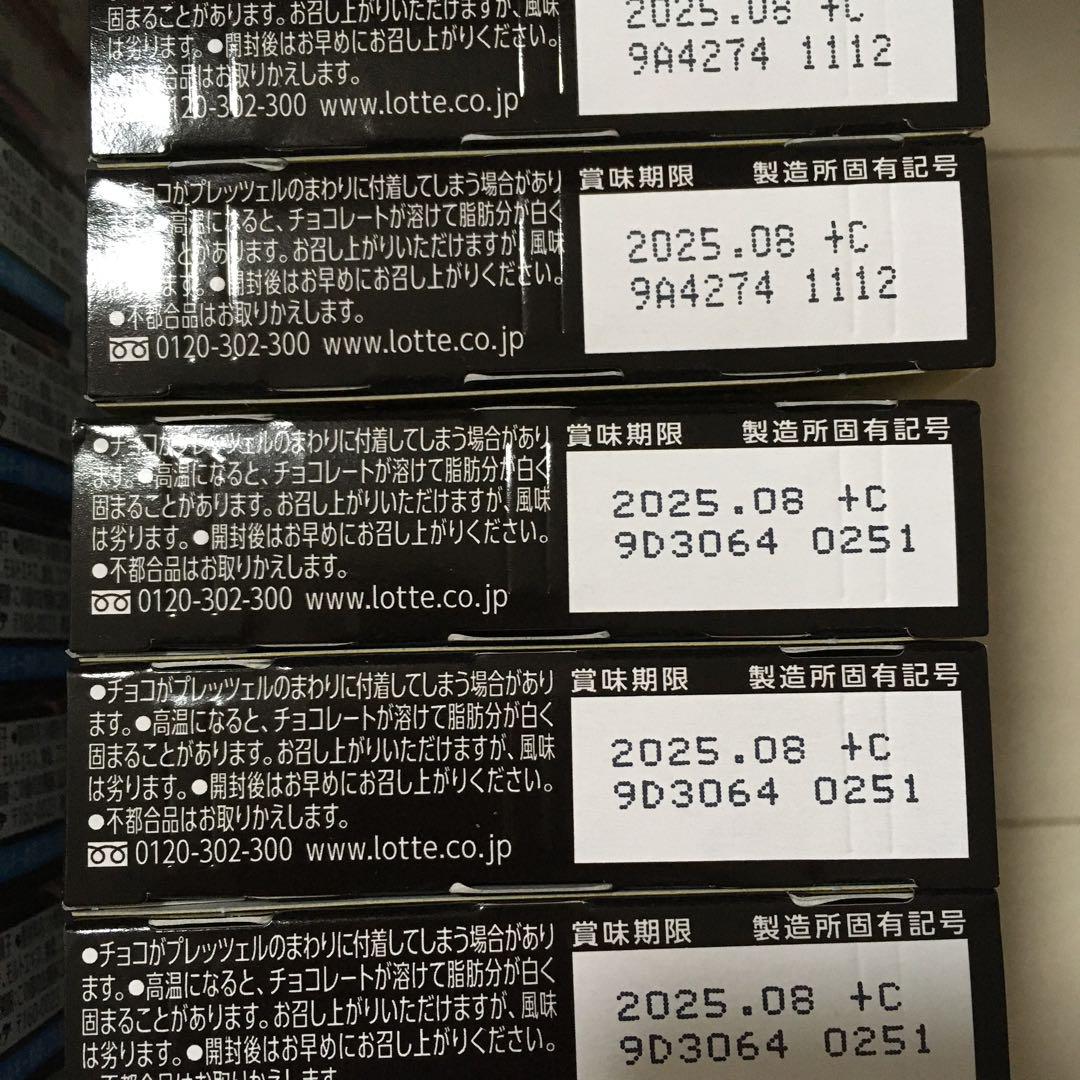 固まることがあります。お召し上がりいただけますが、風味
は劣ります。●開封後はお早めにお召し上がりください。
●不都合品はお取りかえします。
0120-302-300 www.lotte.co.jp
2025.08 +C
9A4274 1112
チョコがプレッツェルのまわりに付着してしまう場合があり
●高温になると、チョコレートが溶けて脂肪分が白く
ことがあります。お召し上がりいただけますが、風味
ます。●開封後はお早めにお召し上がりください。
●不都合品はお取りかえします。
0120-302-300 www.lotte.co.jp
賞味期限 製造所固有記号
2025.08 +C
9A4274 1112
●チョコがプレッツェルのまわりに付着してしまう場合があり
ます。●高温になると、チョコレートが溶けて脂肪分が白く
固まることがあります。お召し上がりいただけますが、風味
は劣ります。●開封後はお早めにお召し上がりください。
●不都合品はお取りかえします。
0120-302-300 www.lotte.co.jp
賞味期限 製造所固有記号
2025.08 +C
9D3064 0251
●チョコがプレッツェルのまわりに付着してしまう場合があり
ます。●高温になると、チョコレートが溶けて脂肪分が白く
固まることがあります。お召し上がりいただけますが、風味
は劣ります。●開封後はお早めにお召し上がりください。
●不都合品はお取りかえします。
0120-302-300 www.lotte.co.jp
賞味期限 製造所固有記号
2025.08 +C
9D3064 0251
●チョコがプレッツェルのまわりに付着してしまう場合があり
ます。●高温になると、チョコレートが溶けて脂肪分が白く
固まることがあります。お召し上がりいただけますが、風味
は劣ります。●開封後はお早めにお召し上がりください。
●不都合品はお取りかえします。
賞味期限 製造所固有記号
2025.08 +C
9D3064 0251